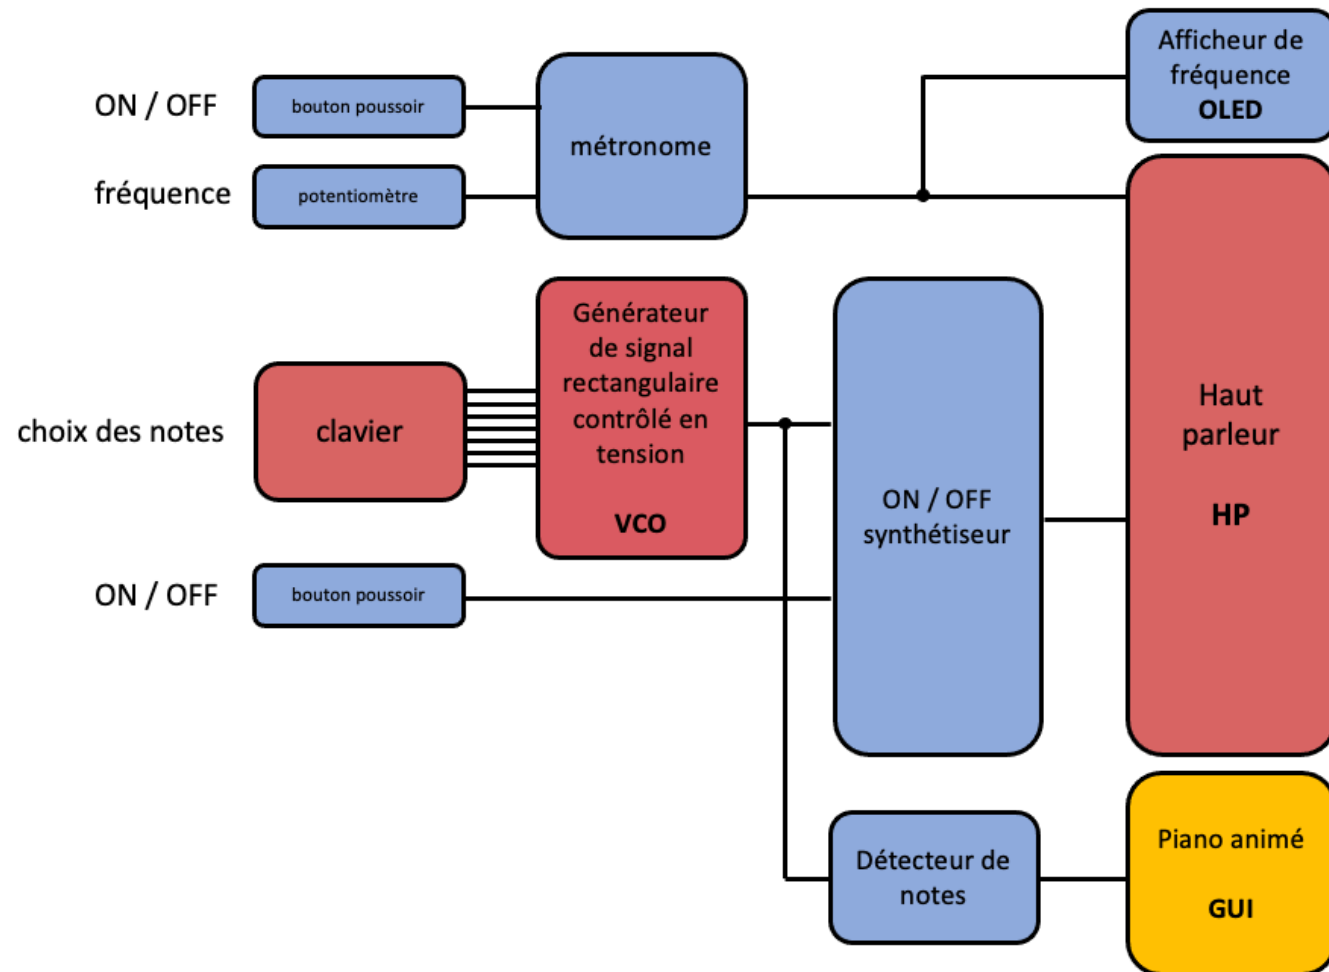 Afficheur de
fréquence
OLED
ON / OFF
bouton poussoir
métronome
fréquence
potentiomètre
Générateur
de signal
rectangulaire
contrôlé en
tension
VCO
choix des notes
clavier
Haut
parleur
HP
ON / OFF
synthétiseur
ON / OFF
bouton poussoir
Détecteur de
notes
Piano animé
GUI